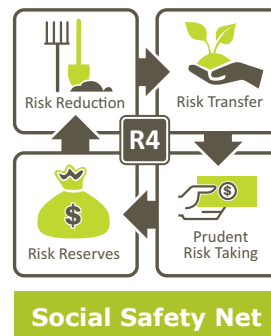 Risk Reduction
Risk Transfer
R4
$
$
Risk Reserves
Prudent
Risk Taking
Social Safety Net